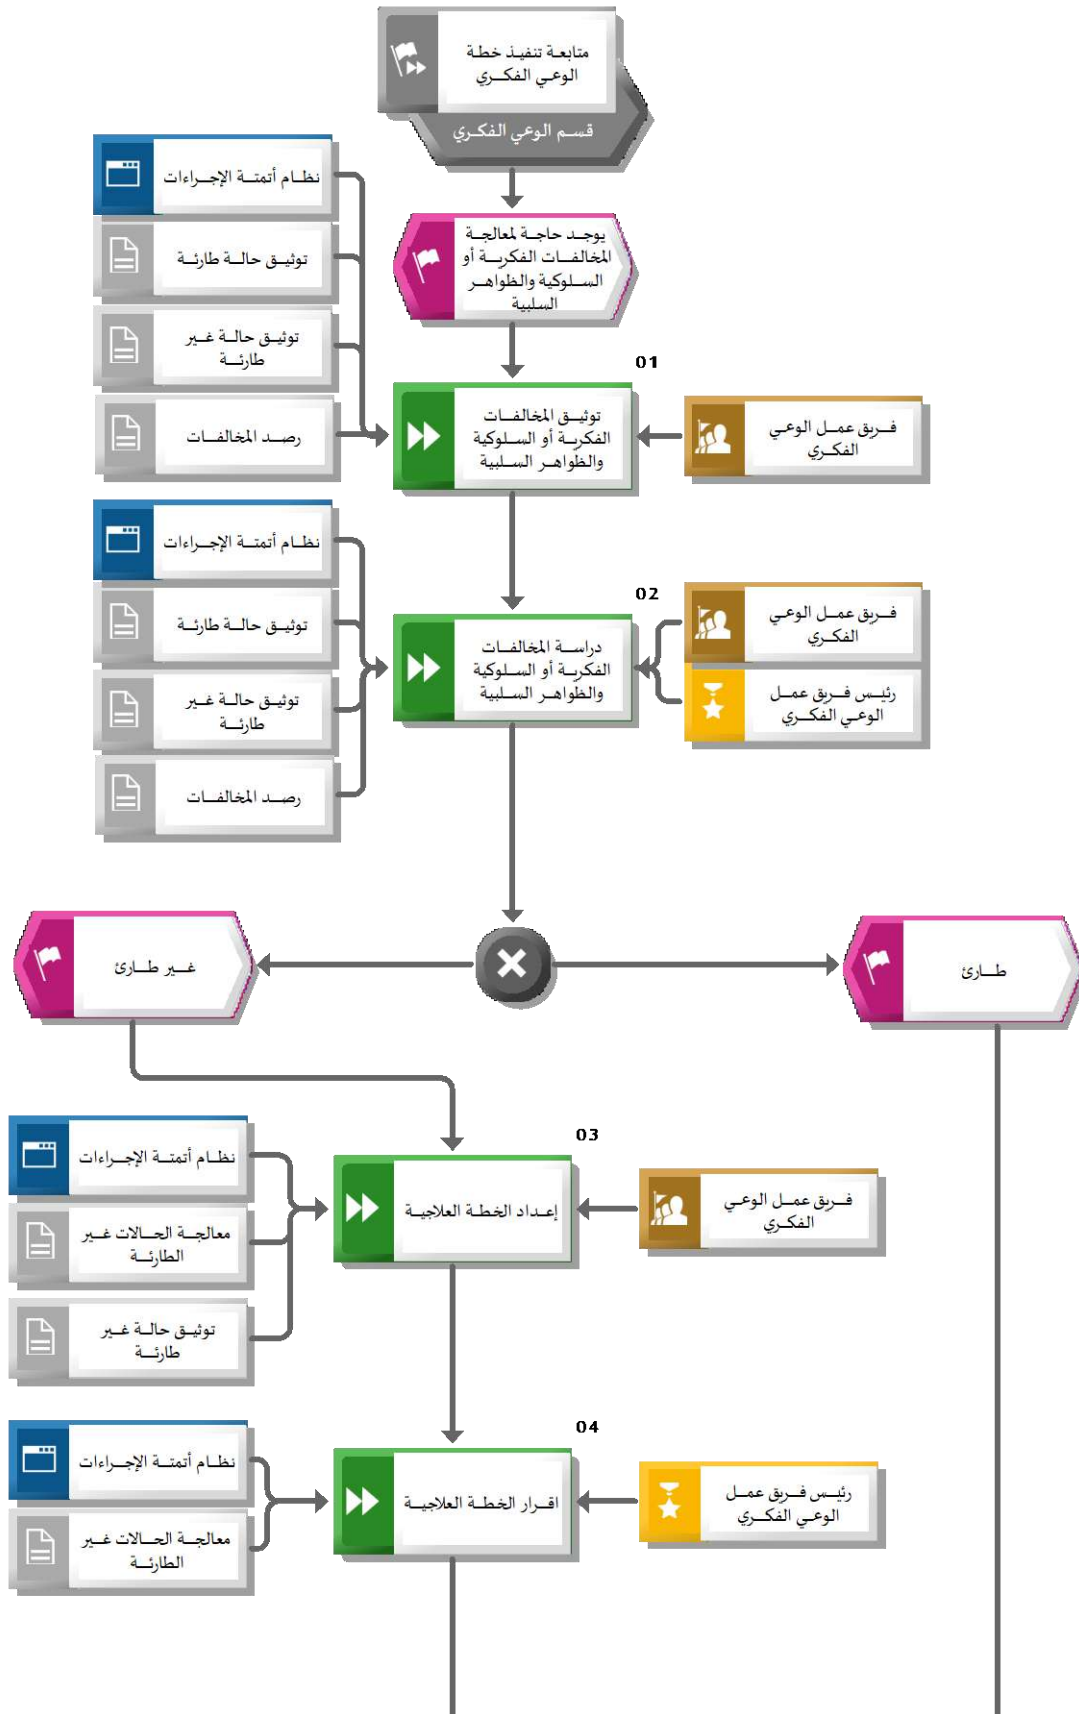 متابعة تنفيذ خطة
الوعي الفكري
قسم الوعي الفكري
يوجد حاجة لمعالجة
المخالفات الفكرية أو
السلوكية والظواهر
السلبية
نظام أتمتة الإجراءات
توثيق حالة طارئة
توثيق حالة غير
طارئة
رصد المخالفات
01
توثيق المخالفات
الفكرية أو السلوكية
والظواهر السلبية
فريق عمل الوعي
الفكري
نظام أتمتة الإجراءات
توثيق حالة طارئة
توثيق حالة غير
طارئة
رصد المخالفات
02
دراسة المخالفات
الفكرية أو السلوكية
والظواهر السلبية
فريق عمل الوعي
الفكري
رئيس فريق عمل
الوعي الفكري
طارئ
غير طارئ
03
إعداد الخطة العلاجية
فريق عمل الوعي
الفكري
نظام أتمتة الإجراءات
معالجة الحالات غير
الطارئة
توثيق حالة غير
طارئة
04
اقرار الخطة العلاجية
رئيس فريق عمل
الوعي الفكري
نظام أتمتة الإجراءات
معالجة الحالات غير
الطارئة